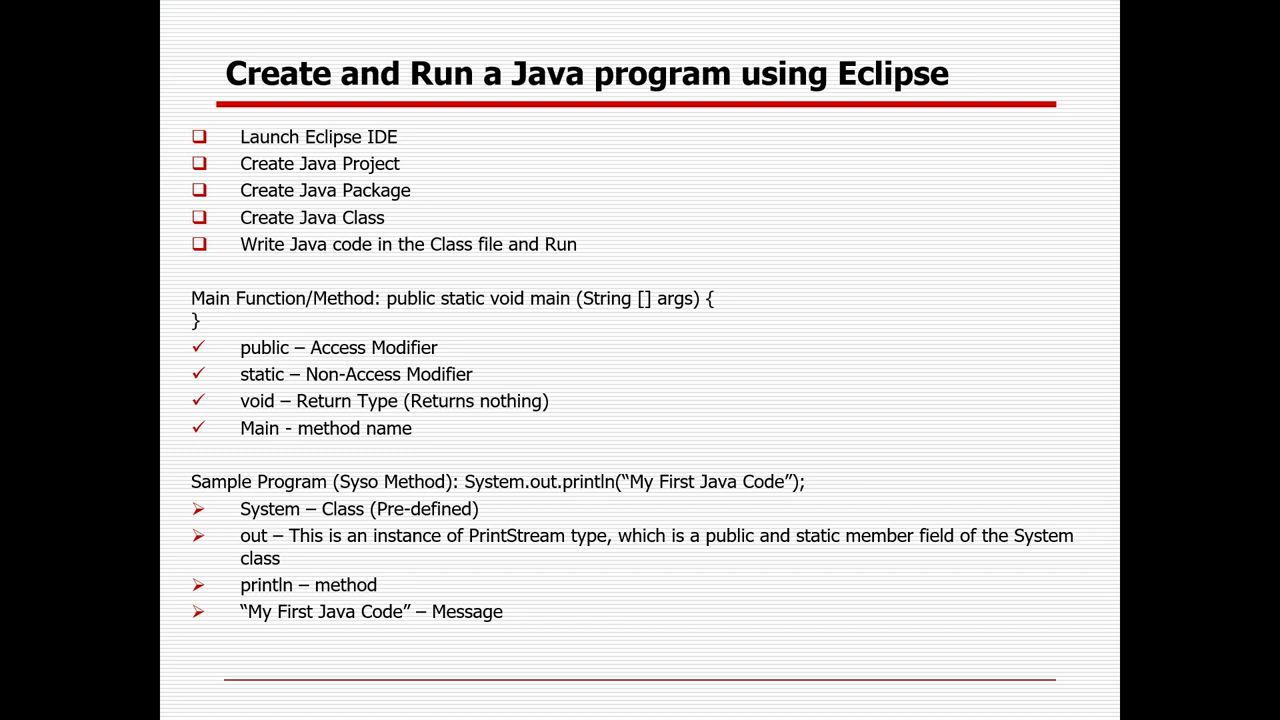 Create and Run a Java program using Eclipse
Launch Eclipse IDE
Create Java Project
Create Java Package
Create Java Class
Write Java code in the Class file and Run
Main Function/Method: public static void main (String [] args) {
}
public – Access Modifier
static – Non-Access Modifier
void – Return Type (Returns nothing)
Main - method name
Sample Program (Syso Method): System.out.println(“My First Java Code”);
System – Class (Pre-defined)
out – This is an instance of PrintStream type, which is a public and static member field of the System
class
println – method
“My First Java Code” – Message